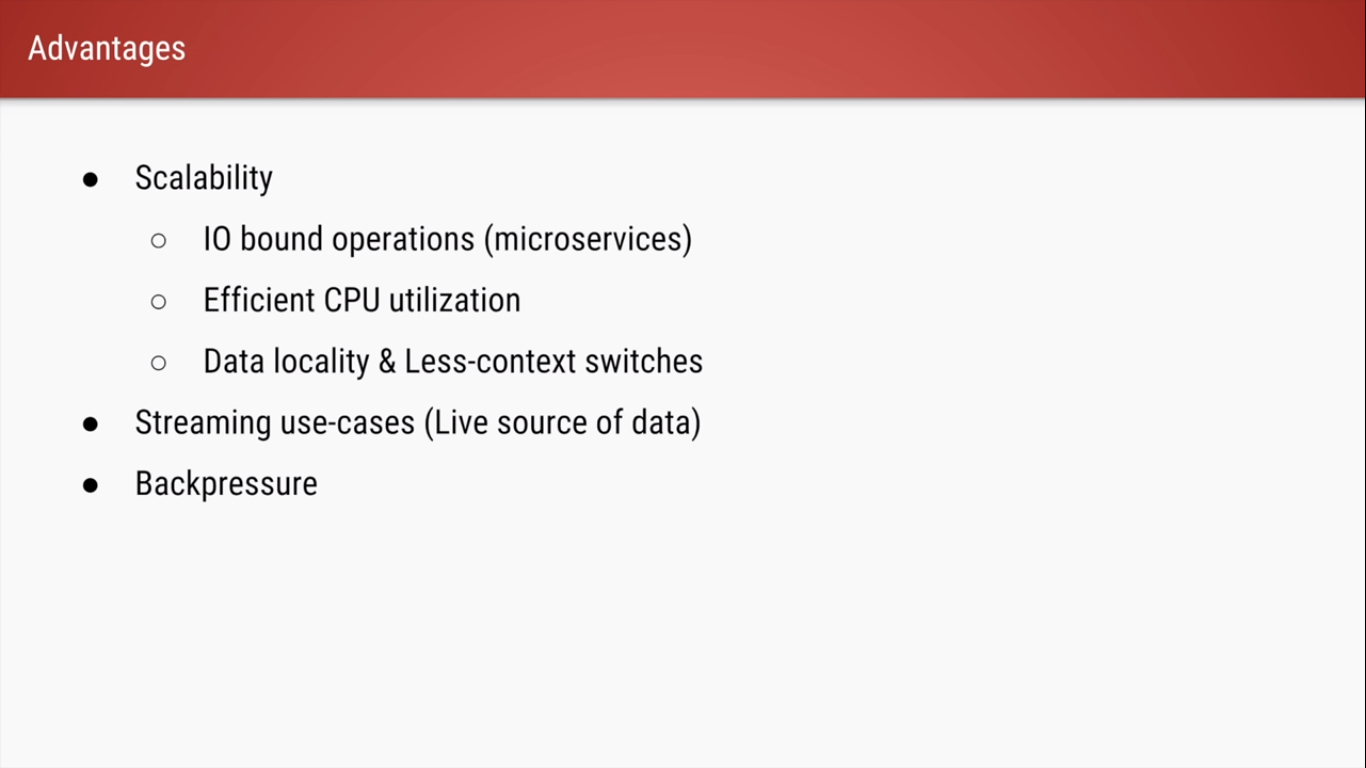 Advantages
● Scalability
○ IO bound operations (microservices)
○ Efficient CPU utilization
○ Data locality & Less-context switches
● Streaming use-cases (Live source of data)
● Backpressure